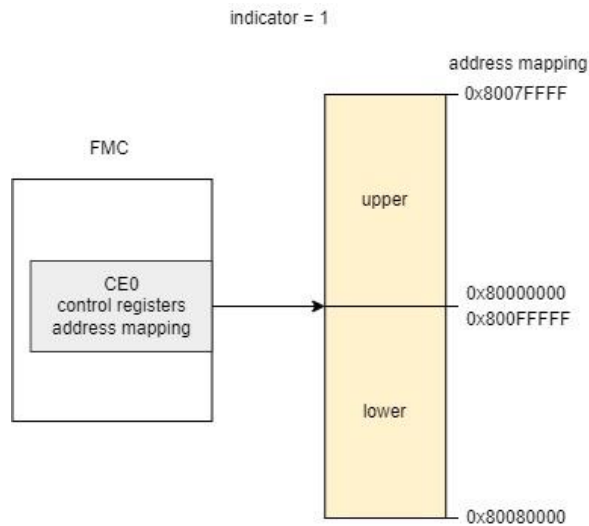 indicator = 1
address mapping
0x8007FFFF
FMC
upper
CE0
control registers
address mapping
0x80000000
0x800FFFFF
lower
0x80080000